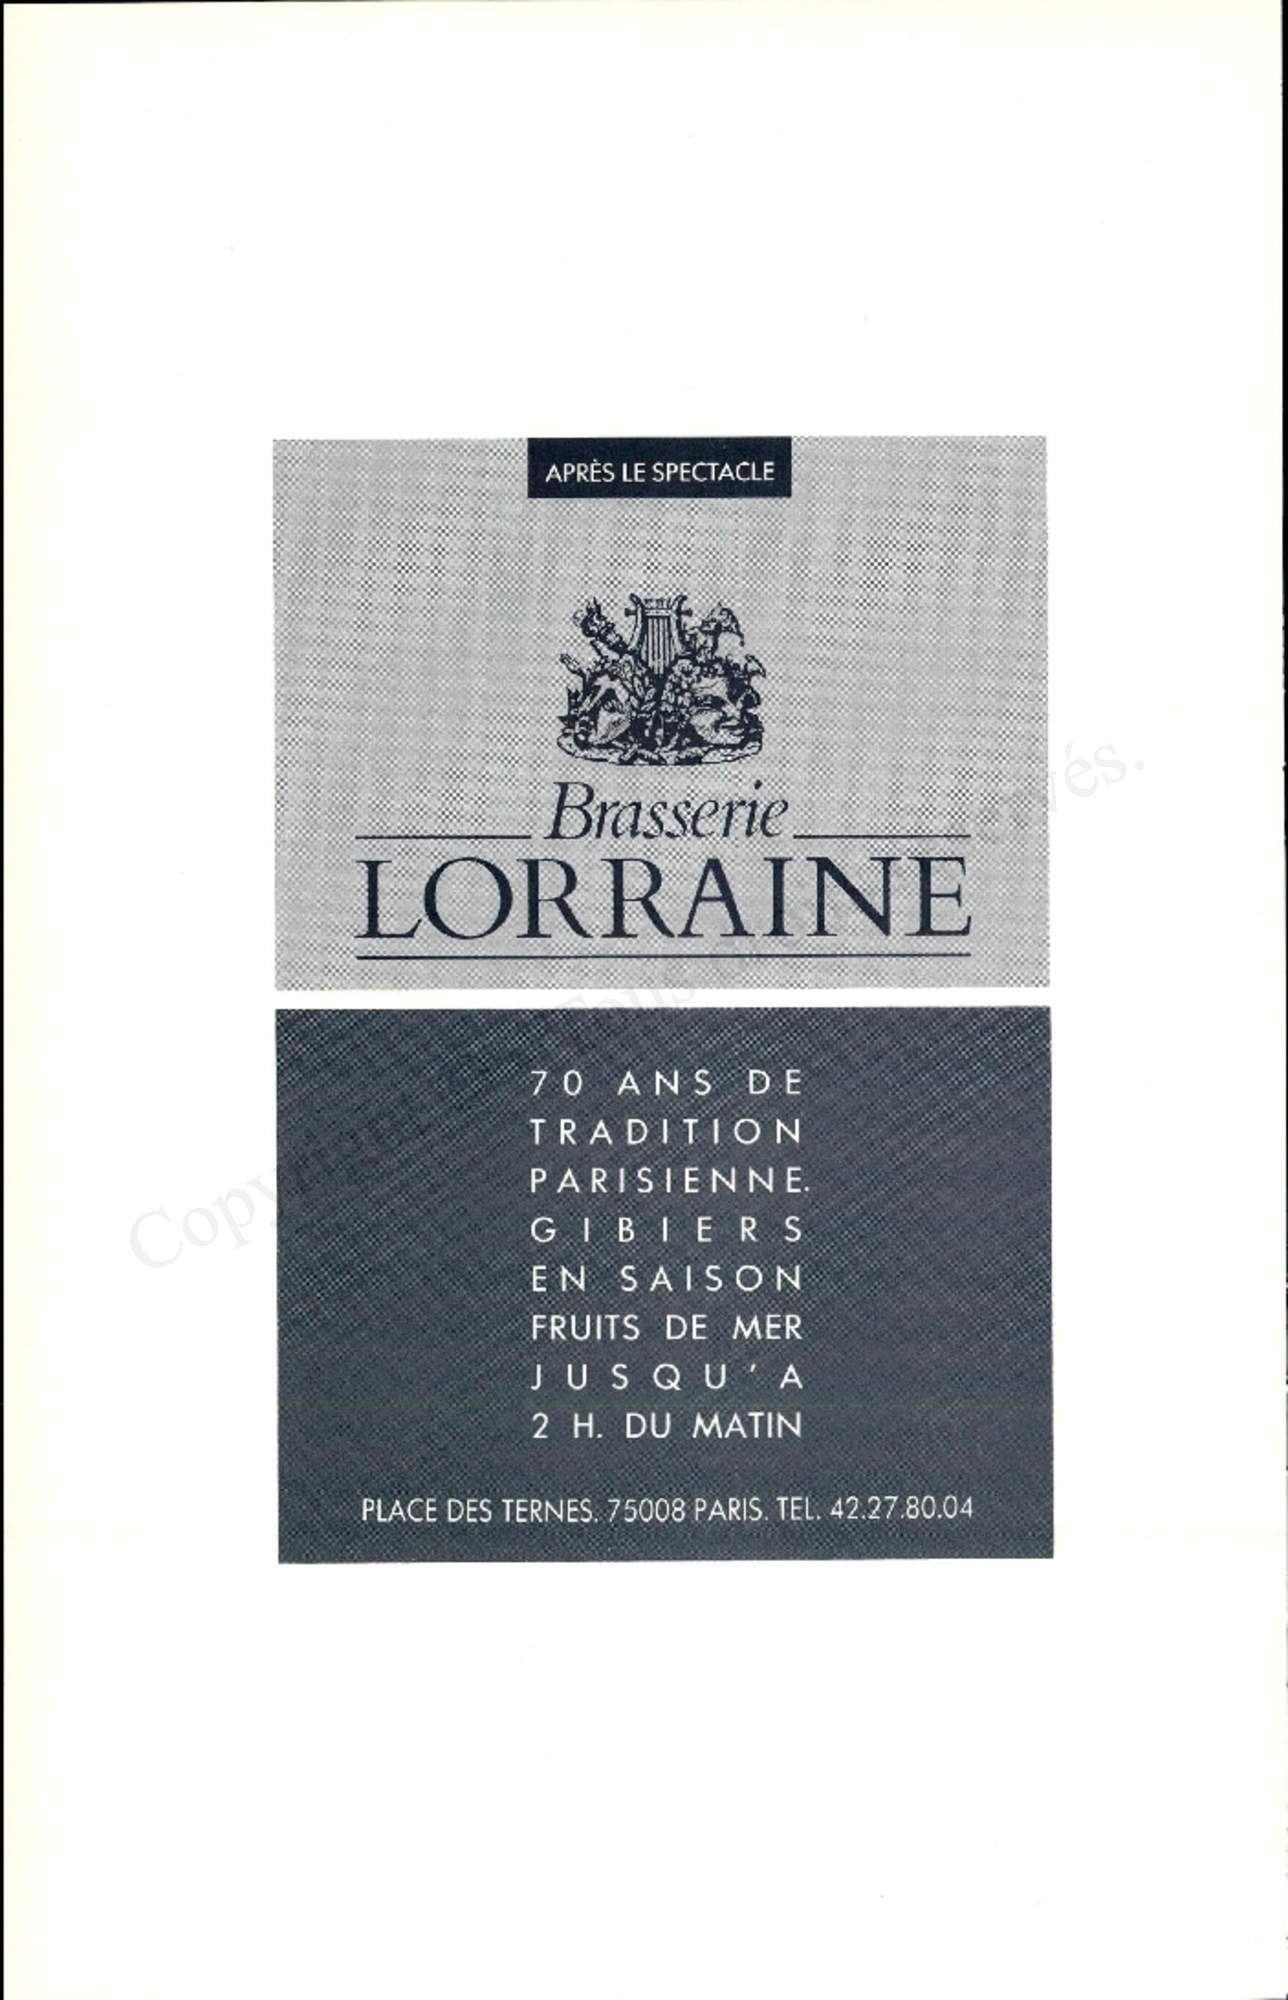 APRÈS LE SPECTACLE
Brasserie
LORRAINE
70 ANS DE
TRADITION
PARISIENNE.
GIBIERS
EN SAISON
FRUITS DE MER
JUSQU'A
2 H. DU MATIN
PLACE DES TERNES. 75008 PARIS. TEL. 42.27.80.04